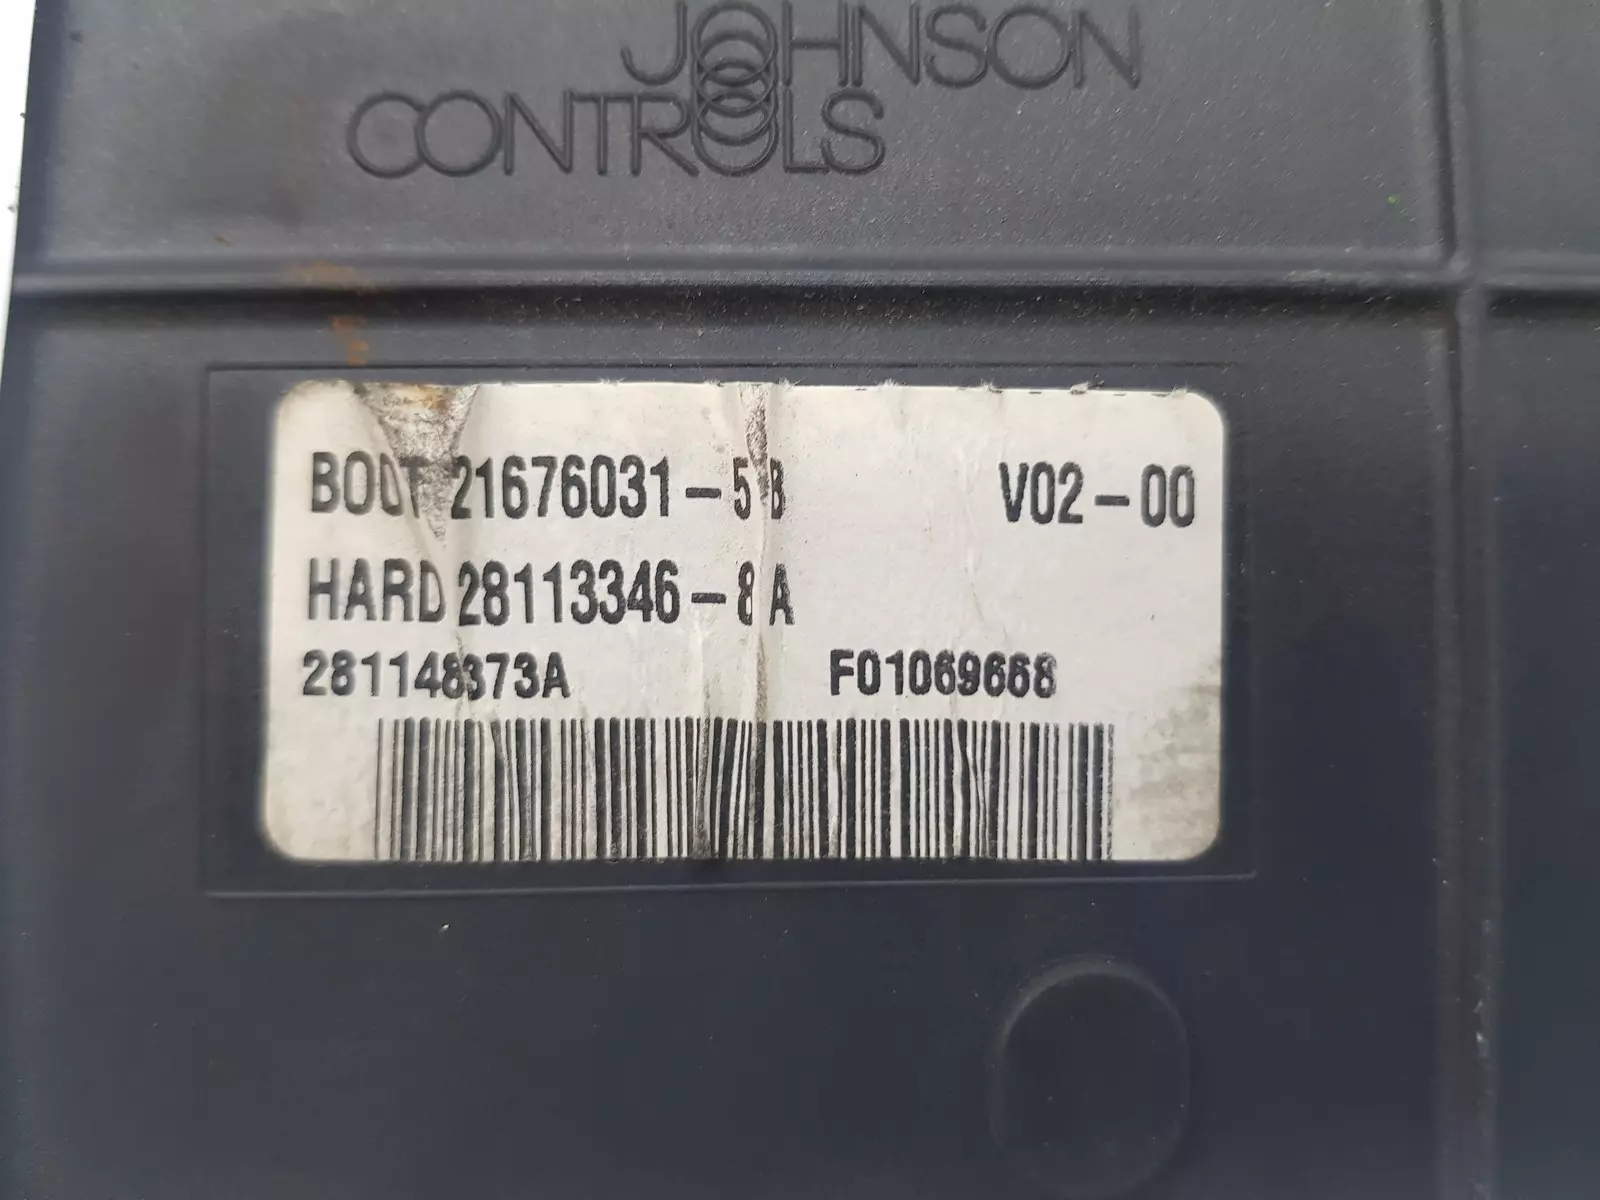 JOHNSON
CONTROLS
BOOT 21676031-5 B V02-00
HARD 28113346-8 A
281148373A F01069668